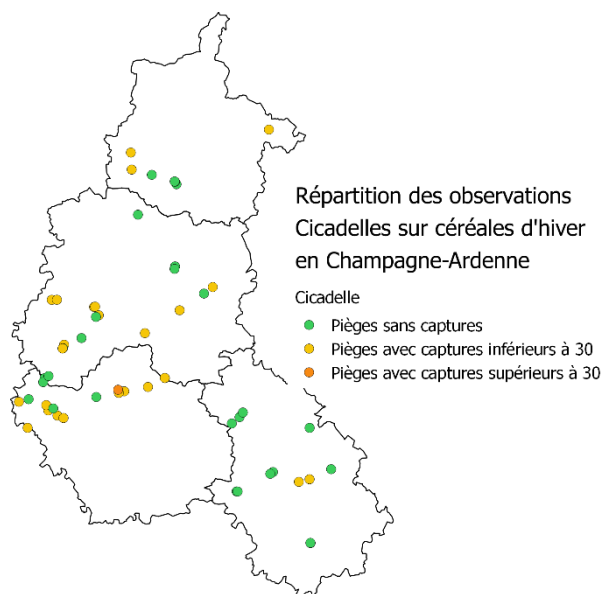 Répartition des observations
Cicadelles sur céréales d'hiver
en Champagne-Ardenne
Cicadelle
Pièges sans captures
Pièges avec captures inférieurs à 30
Pièges avec captures supérieurs à 30